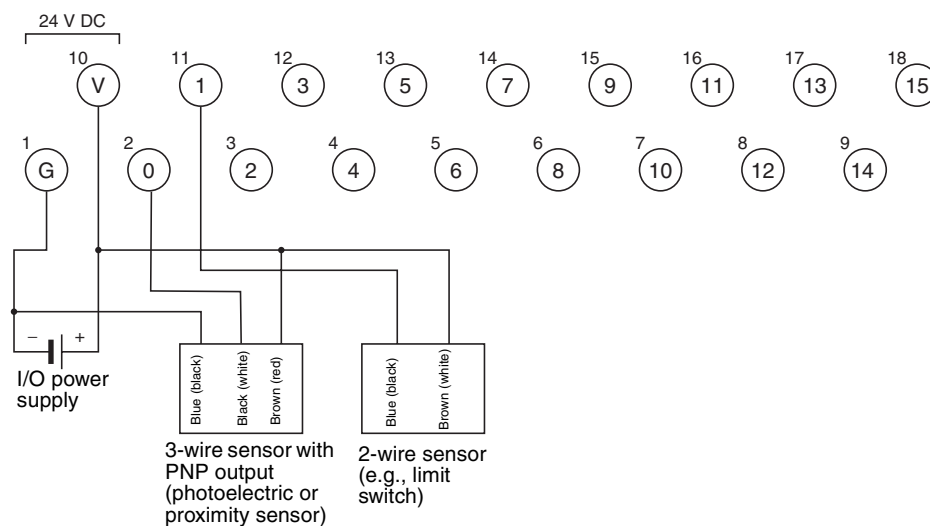 24 V DC
10 11 12 13 14 15 16 17 18
V 1 3 5 7 9 11 13 15
1 2 3 4 5 6 7 8 9
G 0 2 4 6 8 10 12 14
− +
I/O power
supply
Blue (black)
Black (white)
Brown (red)
Blue (black)
Brown (white)
3-wire sensor with
PNP output
(photoelectric or
proximity sensor)
2-wire sensor
(e.g., limit
switch)